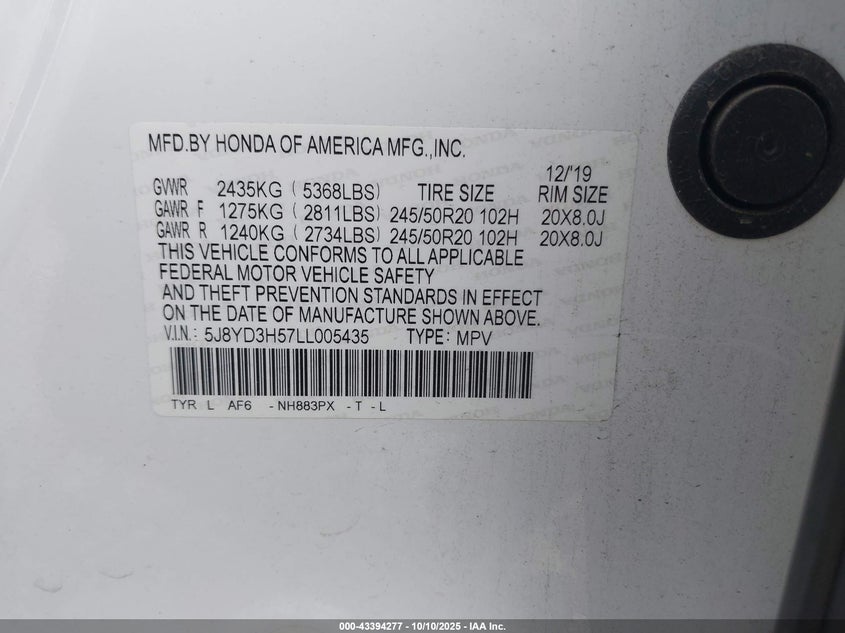 MFD.BY HONDA OF AMERICA MFG.,INC.
12/'19
GVWR 2435KG ( 5368LBS) TIRE SIZE RIM SIZE
GAWR F 1275KG ( 2811LBS) 245/50R20 102H 20X8.0J
GAWR R 1240KG ( 2734LBS) 245/50R20 102H 20X8.0J
THIS VEHICLE CONFORMS TO ALL APPLICABLE
FEDERAL MOTOR VEHICLE SAFETY
AND THEFT PREVENTION STANDARDS IN EFFECT
ON THE DATE OF MANUFACTURE SHOWN ABOVE.
V.I.N.: 5J8YD3H57LL005435 TYPE: MPV
TYR L AF6 -NH883PX -T -L
000-43394277 - 10/10/2025 - IAA Inc.